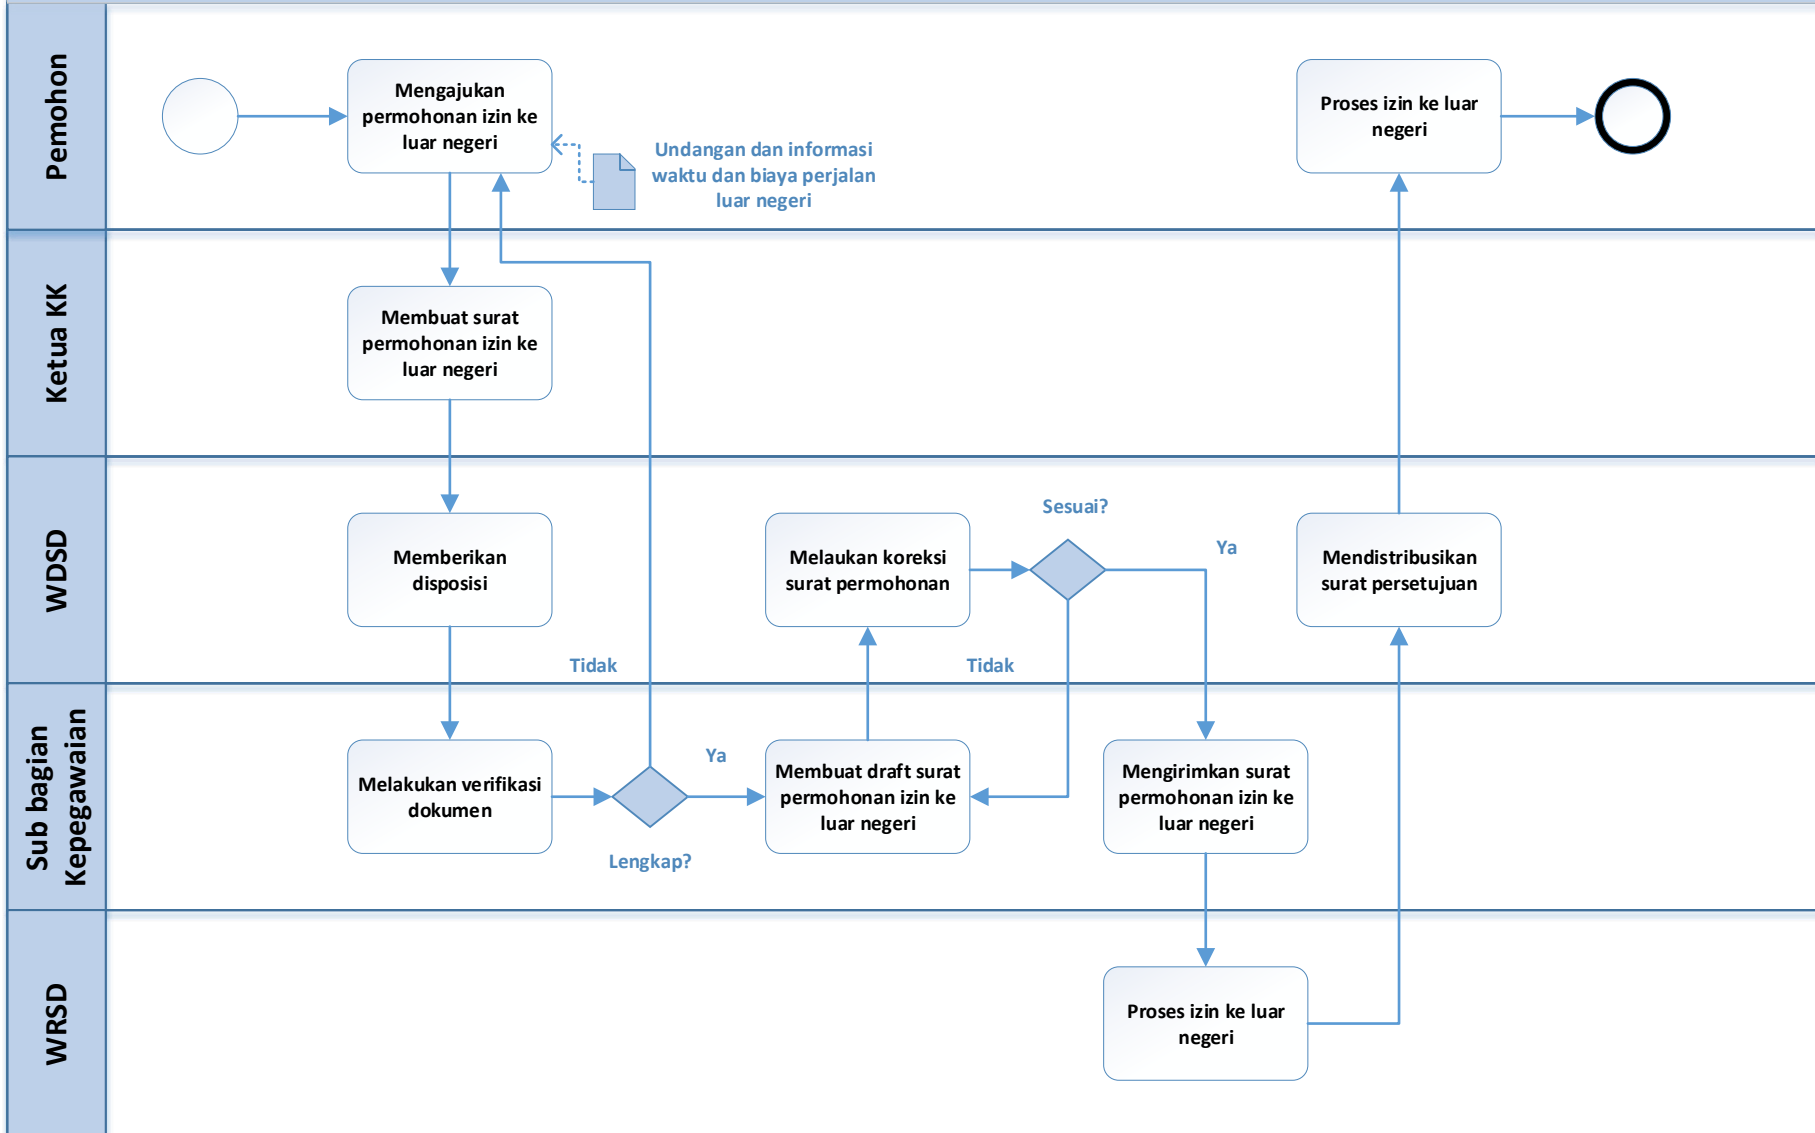 Pemohon
Mengajukan
permohonan izin ke
luar negeri
Undangan dan informasi
waktu dan biaya perjalan
luar negeri
Proses izin ke luar
negeri
Ketua KK
Membuat surat
permohonan izin ke
luar negeri
WDSD
Memberikan
disposisi
Melaukan koreksi
surat permohonan
Sesuai?
Ya
Mendistribusikan
surat persetujuan
Tidak
Tidak
Sub bagian
Kepegawaian
Melakukan verifikasi
dokumen
Lengkap?
Ya
Membuat draft surat
permohonan izin ke
luar negeri
Mengirimkan surat
permohonan izin ke
luar negeri
WRSD
Proses izin ke luar
negeri